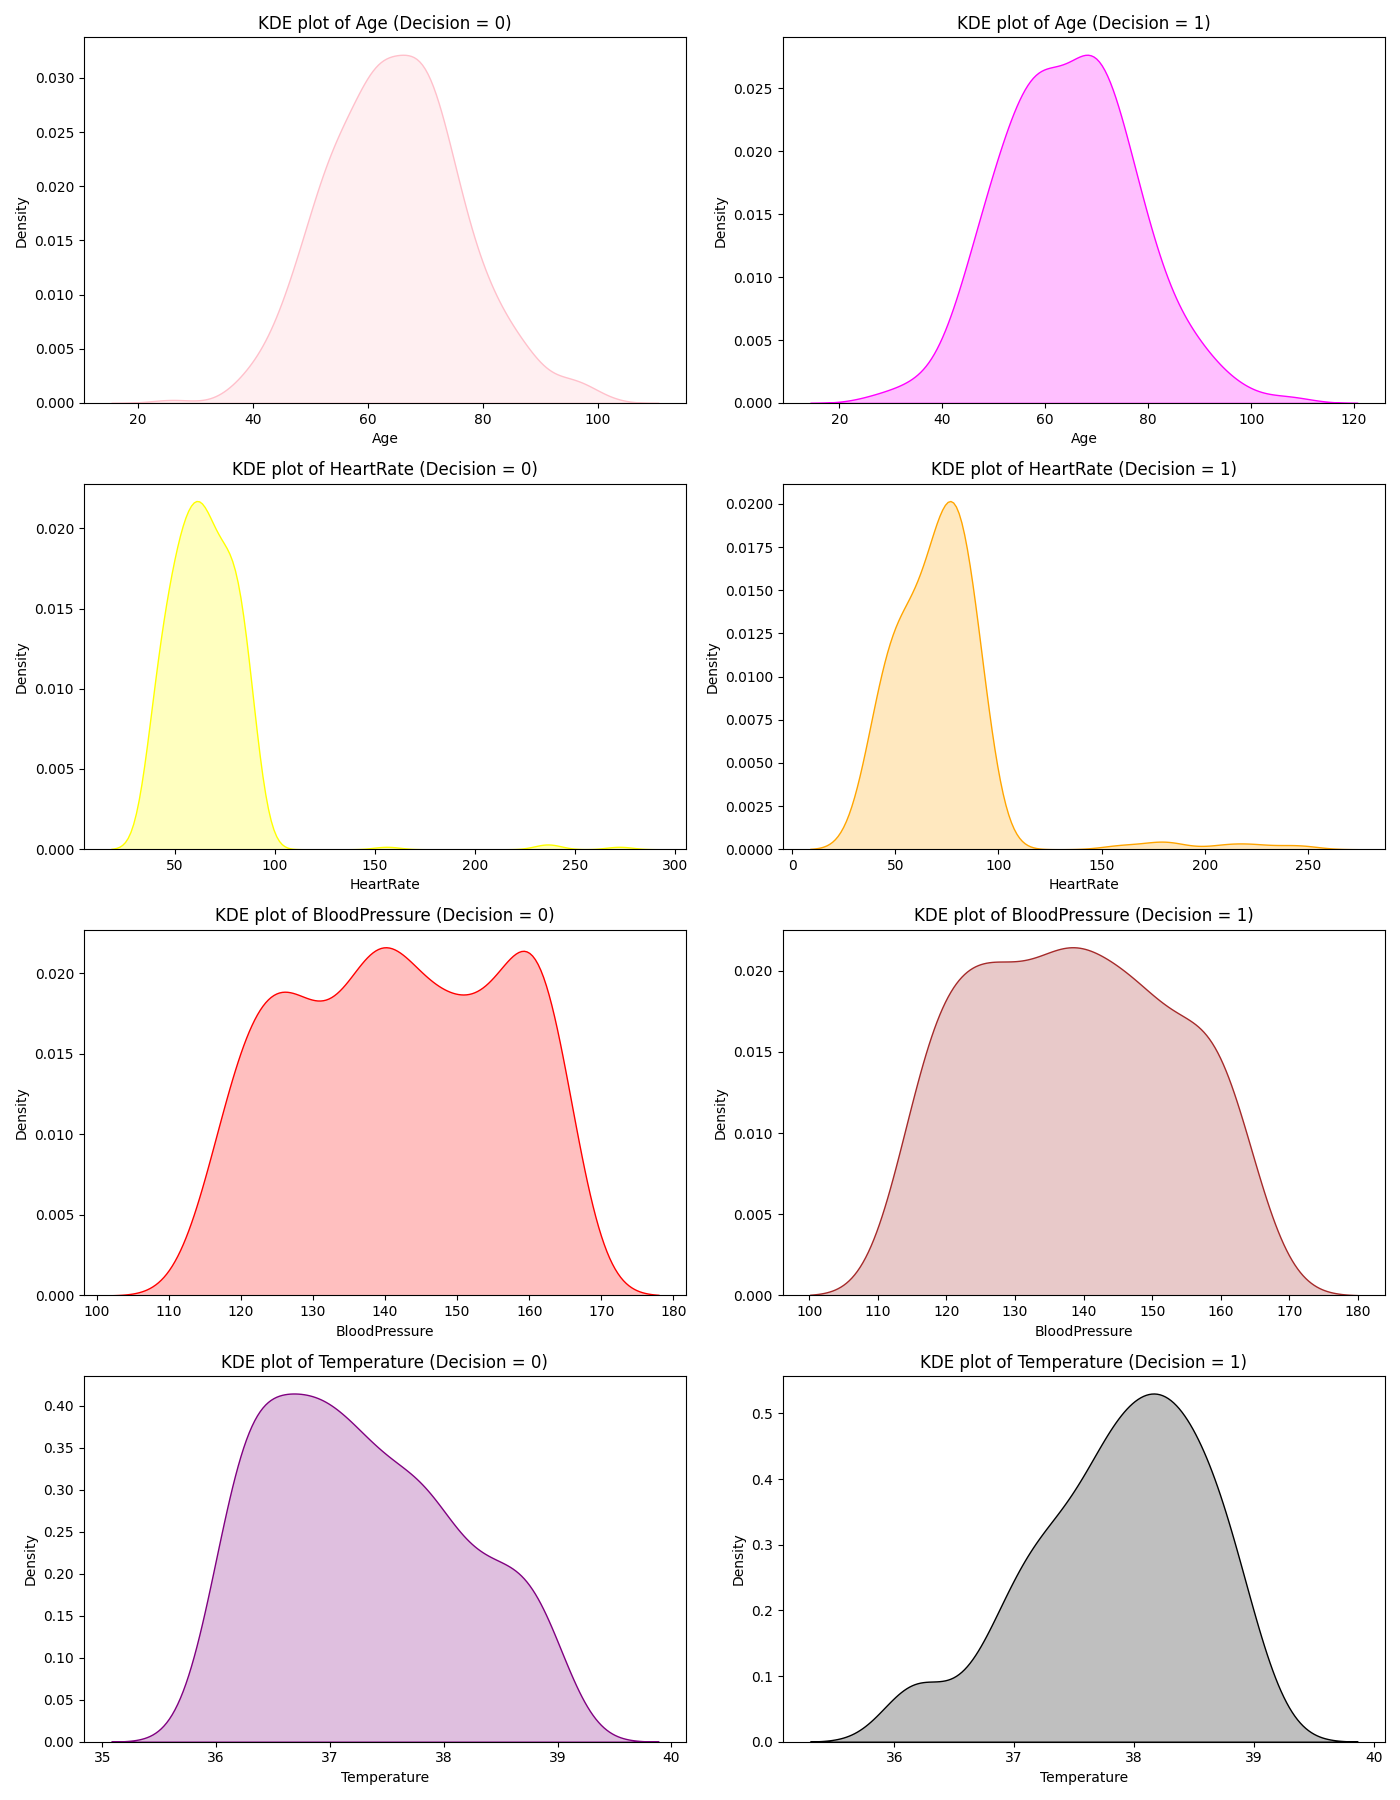 KDE plot of Age (Decision = 0)
0.030
0.025
0.020
0.015
0.010
0.005
0.000
Density
20 40 60 80 100
Age
KDE plot of Age (Decision = 1)
0.025
0.020
0.015
0.010
0.005
0.000
Density
20 40 60 80 100 120
Age
KDE plot of HeartRate (Decision = 0)
0.020
0.015
0.010
0.005
0.000
Density
50 100 150 200 250 300
HeartRate
KDE plot of HeartRate (Decision = 1)
0.0200
0.0175
0.0150
0.0125
0.0100
0.0075
0.0050
0.0025
0.0000
Density
0 50 100 150 200 250
HeartRate
KDE plot of BloodPressure (Decision = 0)
0.020
0.015
0.010
0.005
0.000
Density
100 110 120 130 140 150 160 170 180
BloodPressure
KDE plot of BloodPressure (Decision = 1)
0.020
0.015
0.010
0.005
0.000
Density
100 110 120 130 140 150 160 170 180
BloodPressure
KDE plot of Temperature (Decision = 0)
0.40
0.35
0.30
0.25
0.20
0.15
0.10
0.05
0.00
Density
35 36 37 38 39 40
Temperature
KDE plot of Temperature (Decision = 1)
0.5
0.4
0.3
0.2
0.1
0.0
Density
36 37 38 39 40
Temperature